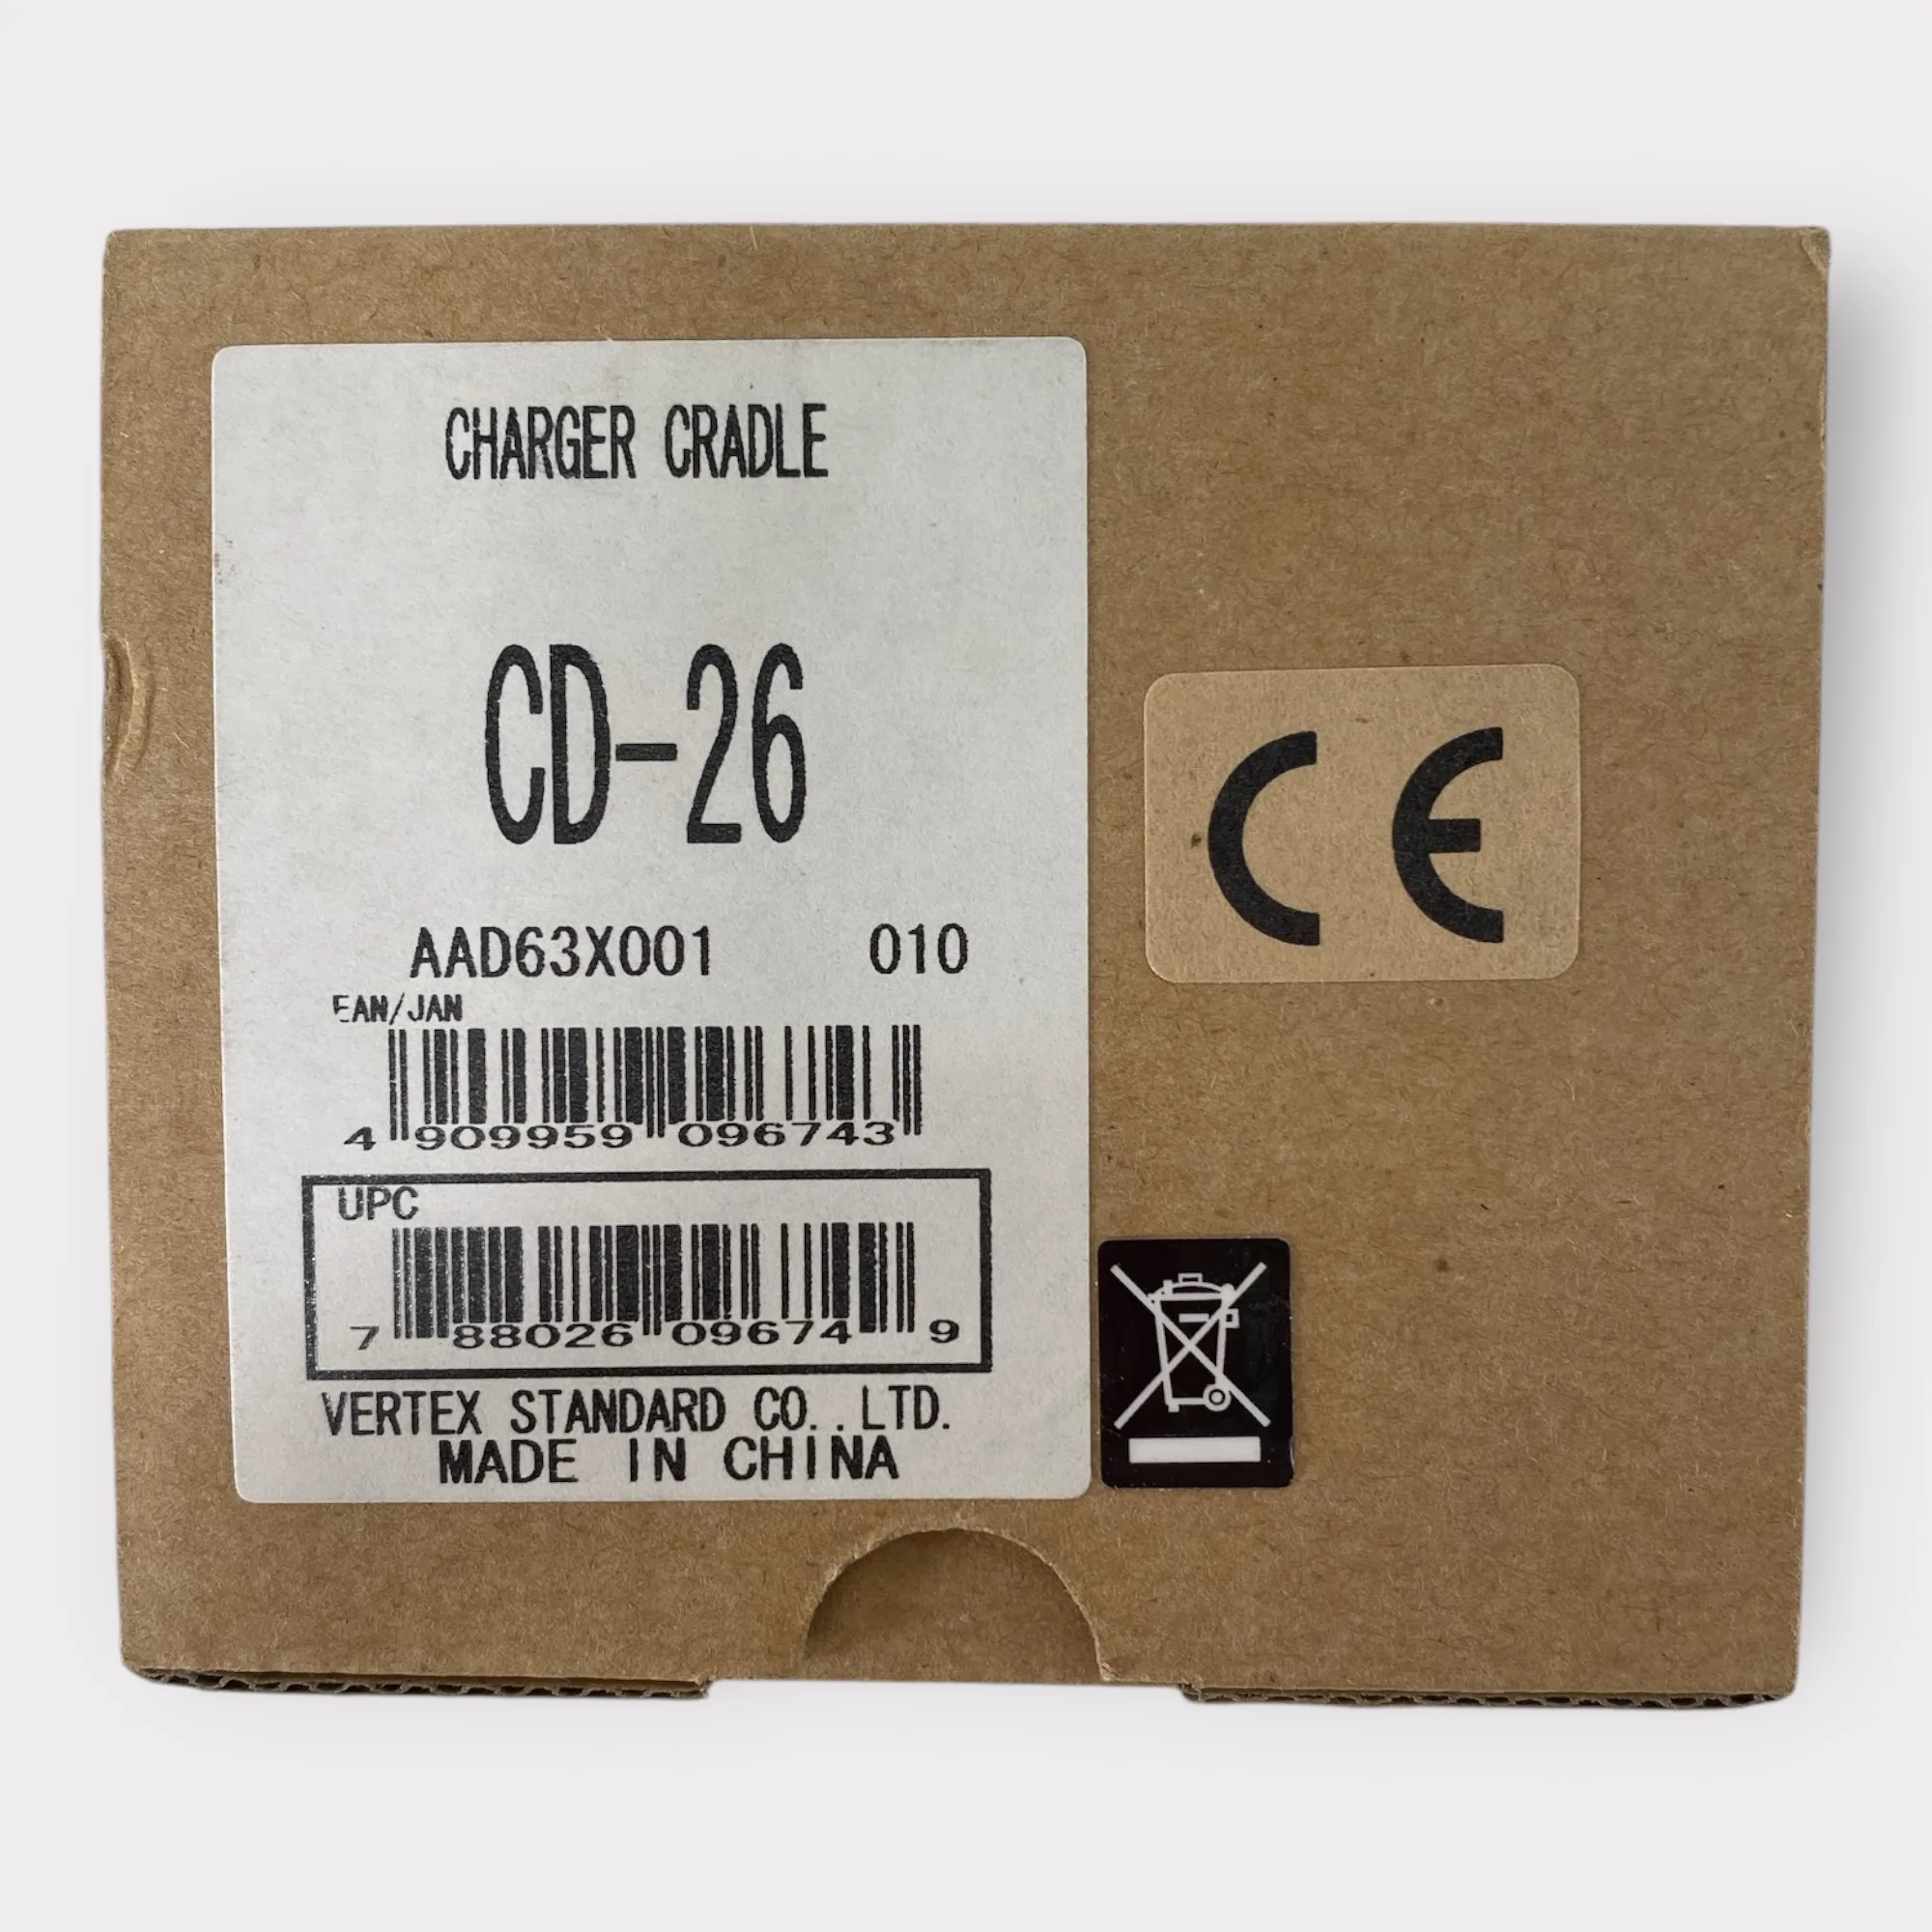 CHARGER CRADLE
CD-26
AAD63X001 010
EAN/JAN
4 909959 096743
UPC
7 88026 09674 9
VERTEX STANDARD CO.,LTD.
MADE IN CHINA
CE